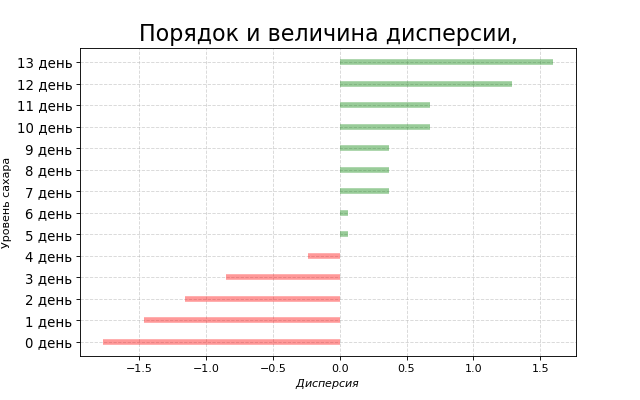 Порядок и величина дисперсии,
13 день
12 день
11 день
10 день
9 день
8 день
7 день
6 день
5 день
4 день
3 день
2 день
1 день
0 день
Уровень сахара
−1.5 −1.0 −0.5 0.0 0.5 1.0 1.5
Дисперсия